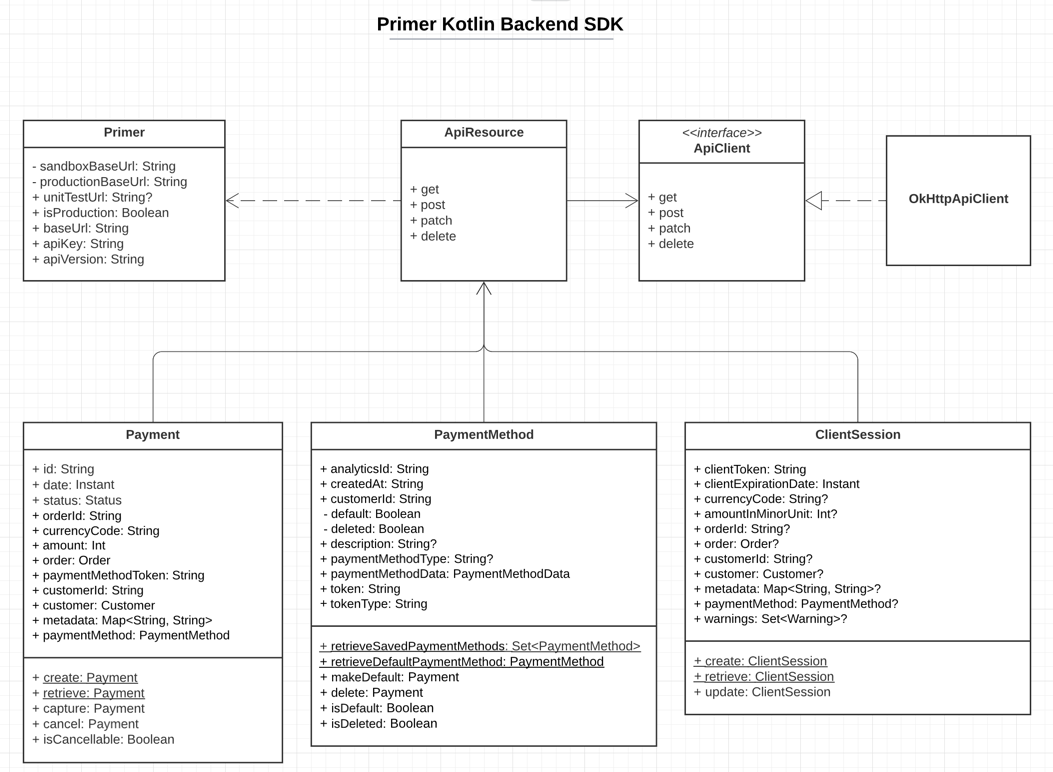 Primer Kotlin Backend SDK
Primer
- sandboxBaseUrl: String
- productionBaseUrl: String
+ unitTestUrl: String?
+ isProduction: Boolean
+ baseUrl: String
+ apiKey: String
+ apiVersion: String
ApiResource
+ get
+ post
+ patch
+ delete
<<interface>>
ApiClient
+ get
+ post
+ patch
+ delete
OkHttpApiClient
Payment
+ id: String
+ date: Instant
+ status: Status
+ orderId: String
+ currencyCode: String
+ amount: Int
+ order: Order
+ paymentMethodToken: String
+ customerId: String
+ customer: Customer
+ metadata: Map<String, String>
+ paymentMethod: PaymentMethod
+ create: Payment
+ retrieve: Payment
+ capture: Payment
+ cancel: Payment
+ isCancellable: Boolean
PaymentMethod
+ analyticsId: String
+ createdAt: String
+ customerId: String
- default: Boolean
- deleted: Boolean
+ description: String?
+ paymentMethodType: String?
+ paymentMethodData: PaymentMethodData
+ token: String
+ tokenType: String
+ retrieveSavedPaymentMethods: Set<PaymentMethod>
+ retrieveDefaultPaymentMethod: PaymentMethod
+ makeDefault: Payment
+ delete: Payment
+ isDefault: Boolean
+ isDeleted: Boolean
ClientSession
+ clientToken: String
+ clientExpirationDate: Instant
+ currencyCode: String?
+ amountInMinorUnit: Int?
+ orderId: String?
+ order: Order?
+ customerId: String?
+ customer: Customer?
+ metadata: Map<String, String>?
+ paymentMethod: PaymentMethod?
+ warnings: Set<Warning>?
+ create: ClientSession
+ retrieve: ClientSession
+ update: ClientSession